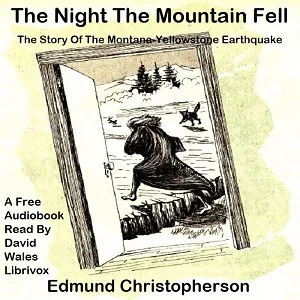 The Night The Mountain Fell
The Story Of The Montana-Yellowstone Earthquake
A Free
Audiobook
Read By
David
Wales
Librivox
Edmund Christopherson